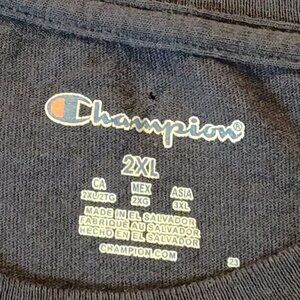 Champion®
2XL
CA MEX ASIA
2XL/2TG 2XG 3XL
MADE IN EL SALVADOR
FABRIQUÉ AU SALVADOR
HECHO EN EL SALVADOR
CHAMPION.COM